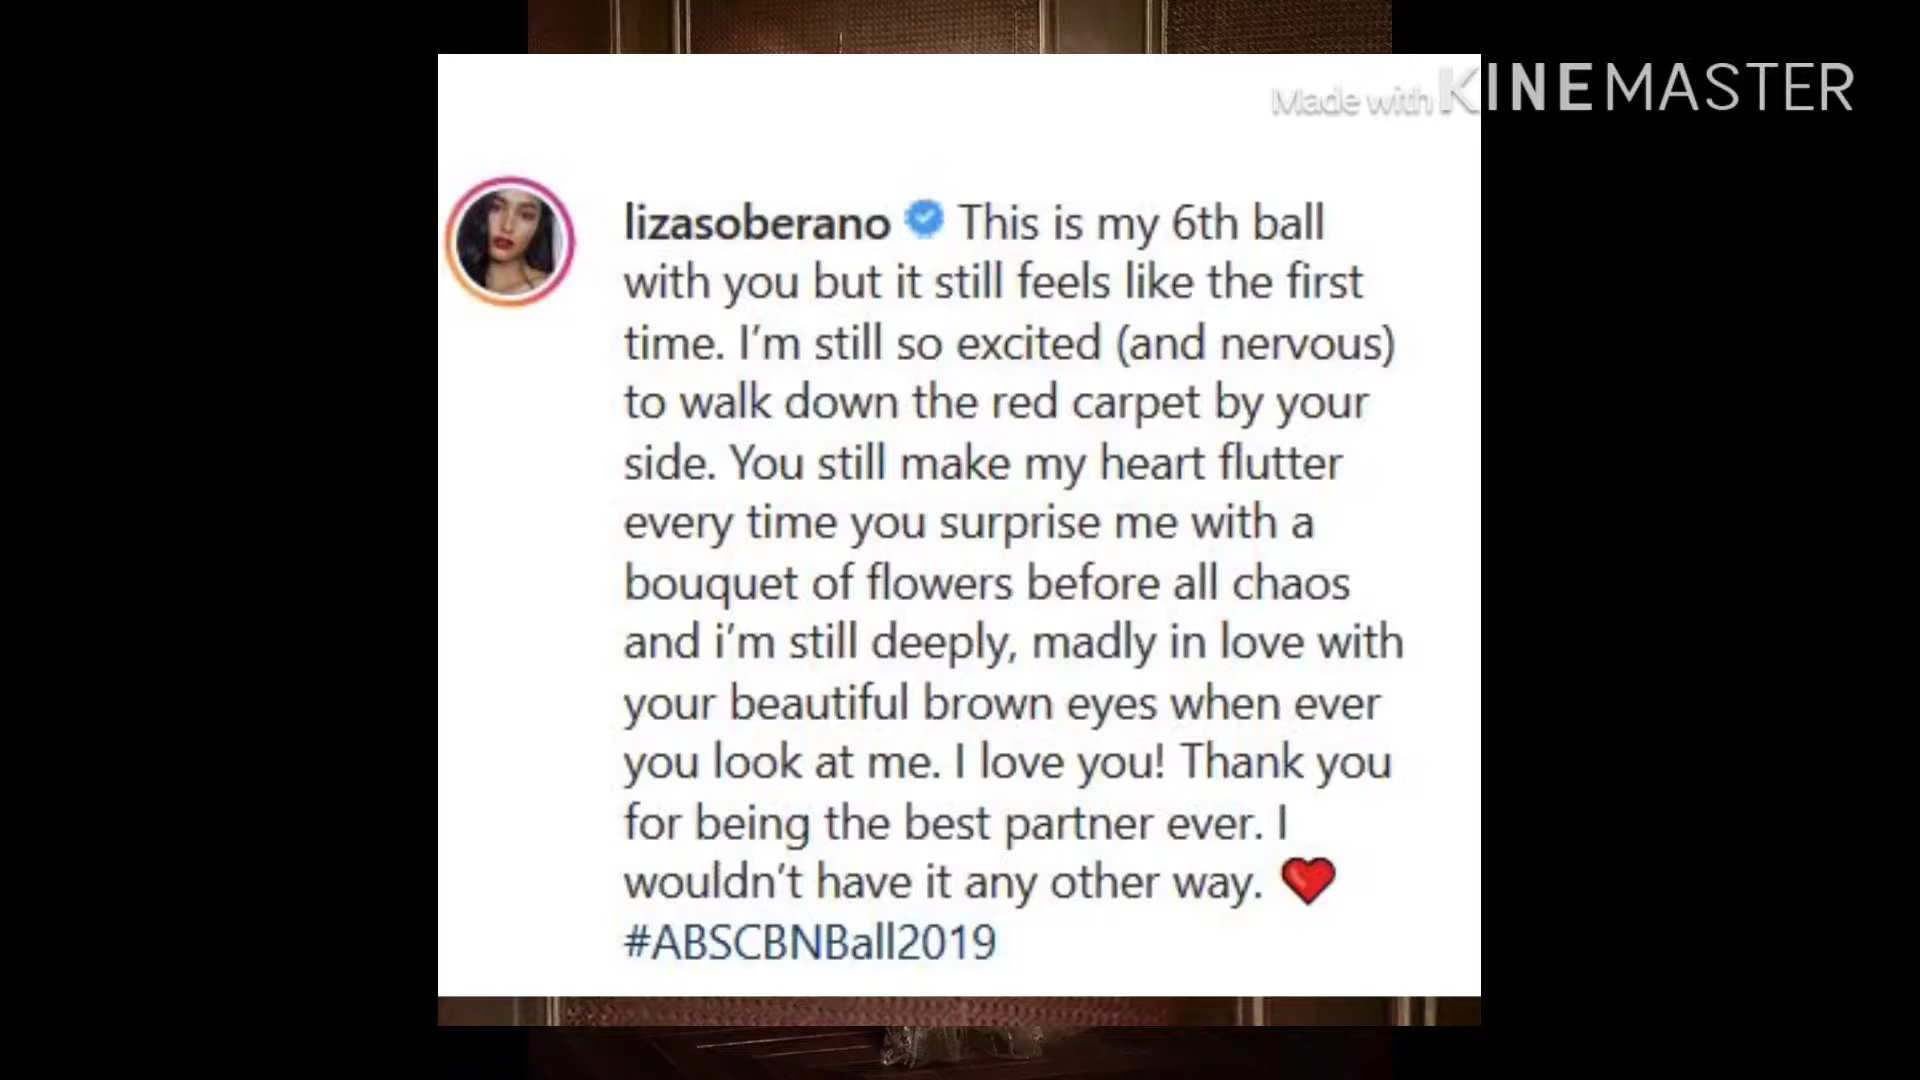 Made with KINEMASTER
lizasoberano This is my 6th ball
with you but it still feels like the first
time. I’m still so excited (and nervous)
to walk down the red carpet by your
side. You still make my heart flutter
every time you surprise me with a
bouquet of flowers before all chaos
and i’m still deeply, madly in love with
your beautiful brown eyes when ever
you look at me. I love you! Thank you
for being the best partner ever. I
wouldn’t have it any other way. ❤️
#ABSCBNBall2019